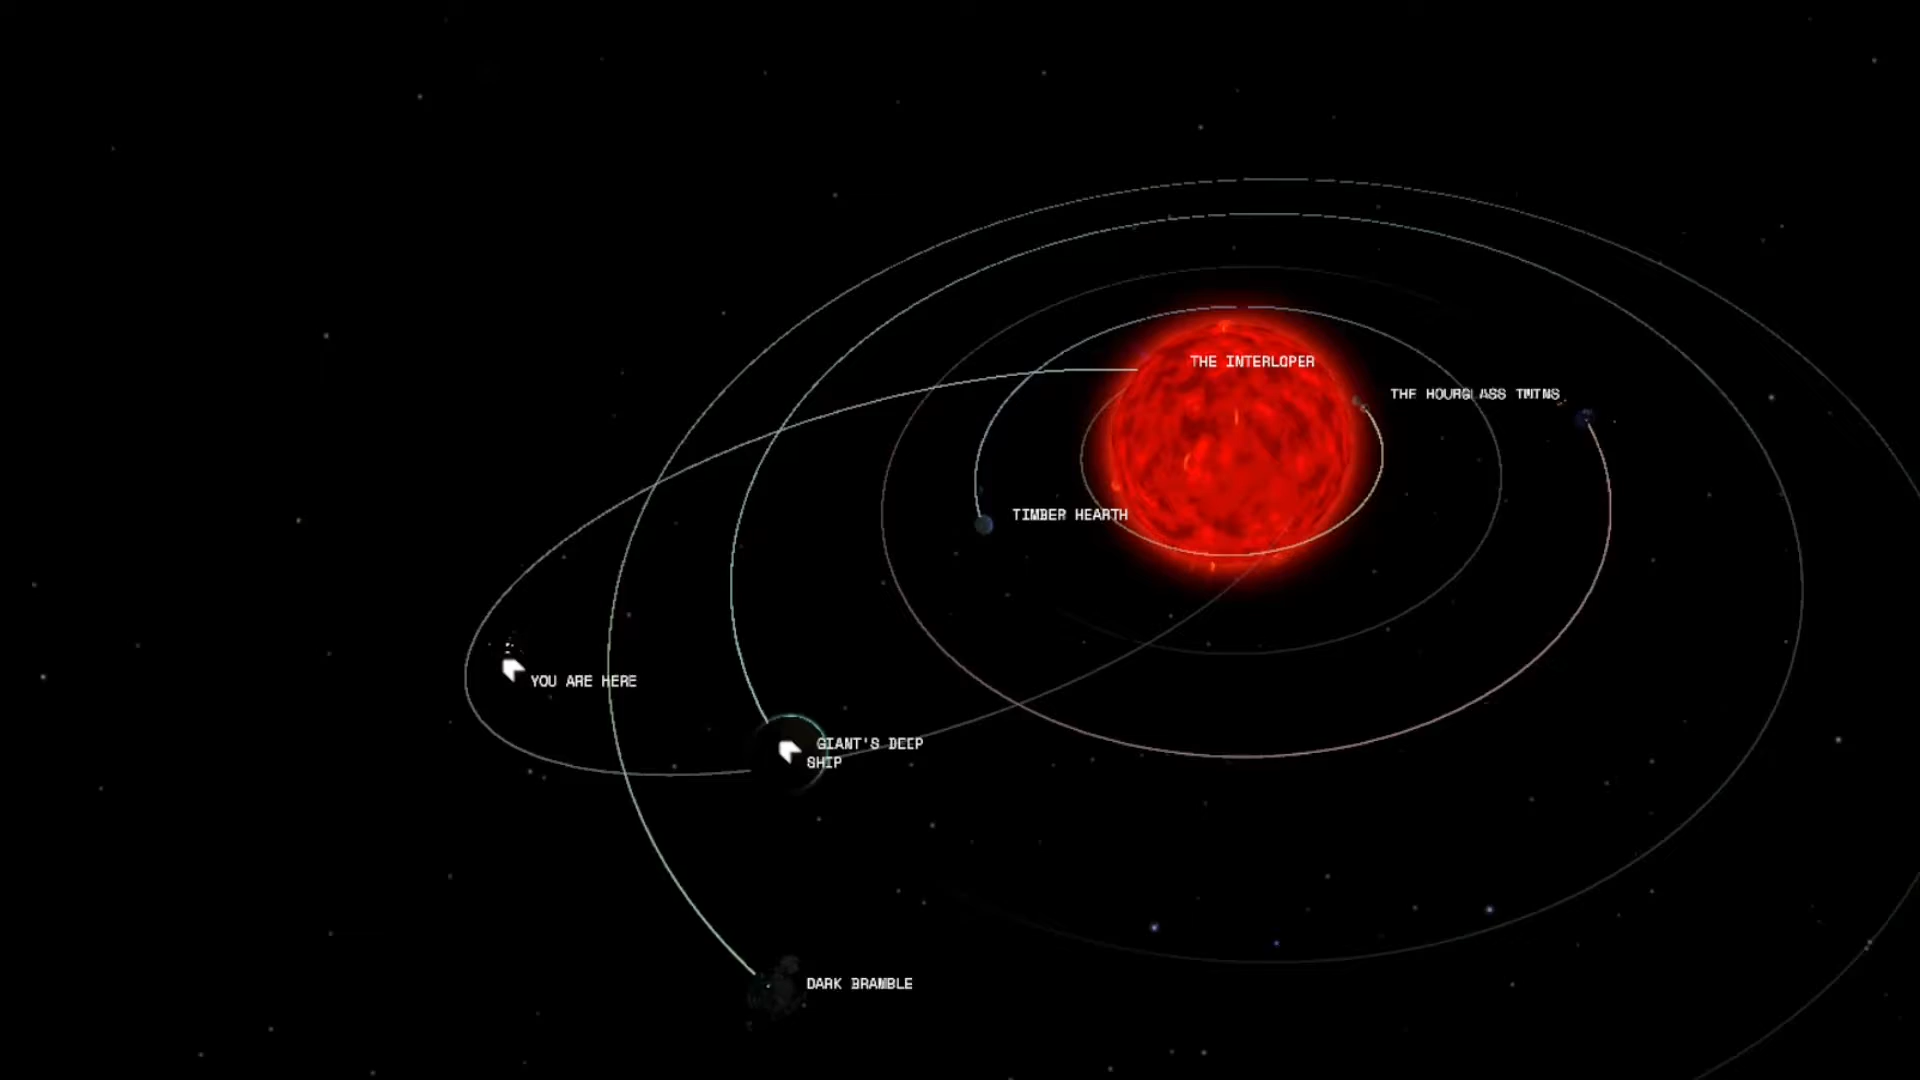 THE INTERLOPER
THE HOURGLASS TWINS
TIMBER HEARTH
YOU ARE HERE
GIANT'S DEEP
SHIP
DARK BRAMBLE